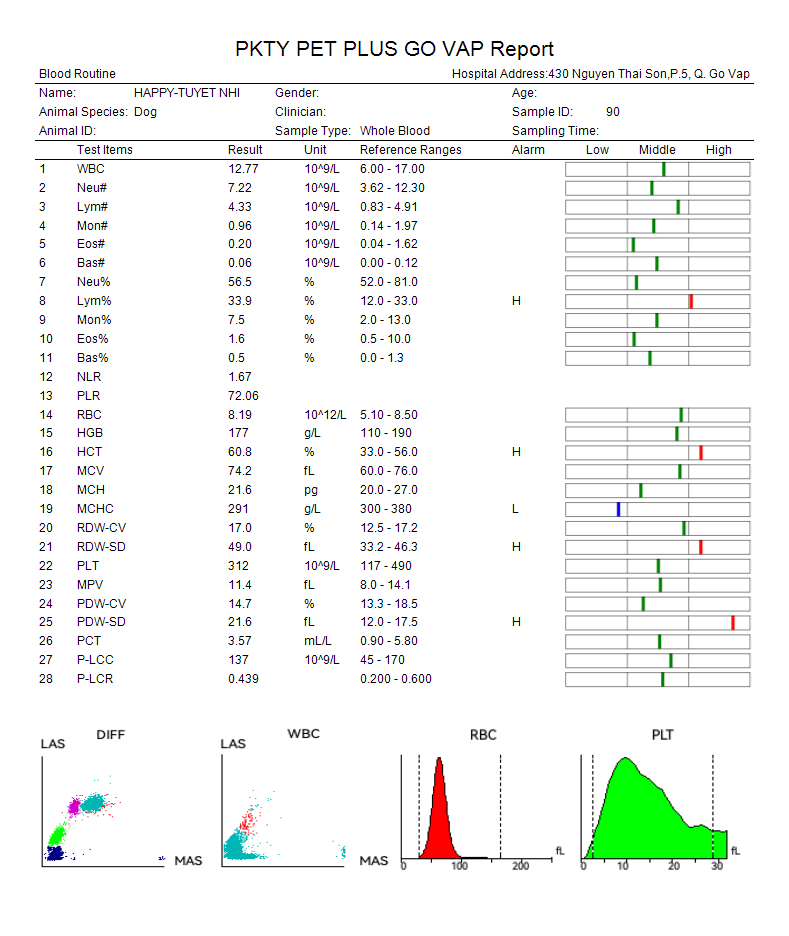 PKTY PET PLUS GO VAP Report
Blood Routine Hospital Address:430 Nguyen Thai Son,P.5, Q. Go Vap
Name: HAPPY-TUYET NHI Gender: Age:
Animal Species: Dog Clinician: Sample ID: 90
Animal ID: Sample Type: Whole Blood Sampling Time:
Test Items Result Unit Reference Ranges Alarm Low Middle High
1 WBC 12.77 10^9/L 6.00 - 17.00
2 Neu# 7.22 10^9/L 3.62 - 12.30
3 Lym# 4.33 10^9/L 0.83 - 4.91
4 Mon# 0.96 10^9/L 0.14 - 1.97
5 Eos# 0.20 10^9/L 0.04 - 1.62
6 Bas# 0.06 10^9/L 0.00 - 0.12
7 Neu% 56.5 % 52.0 - 81.0
8 Lym% 33.9 % 12.0 - 33.0 H
9 Mon% 7.5 % 2.0 - 13.0
10 Eos% 1.6 % 0.5 - 10.0
11 Bas% 0.5 % 0.0 - 1.3
12 NLR 1.67
13 PLR 72.06
14 RBC 8.19 10^12/L 5.10 - 8.50
15 HGB 177 g/L 110 - 190
16 HCT 60.8 % 33.0 - 56.0 H
17 MCV 74.2 fL 60.0 - 76.0
18 MCH 21.6 pg 20.0 - 27.0
19 MCHC 291 g/L 300 - 380 L
20 RDW-CV 17.0 % 12.5 - 17.2
21 RDW-SD 49.0 fL 33.2 - 46.3 H
22 PLT 312 10^9/L 117 - 490
23 MPV 11.4 fL 8.0 - 14.1
24 PDW-CV 14.7 % 13.3 - 18.5
25 PDW-SD 21.6 fL 12.0 - 17.5 H
26 PCT 3.57 mL/L 0.90 - 5.80
27 P-LCC 137 10^9/L 45 - 170
28 P-LCR 0.439 0.200 - 0.600
DIFF WBC RBC PLT
LAS LAS
MAS MAS fL fL
0 100 200 0 10 20 30